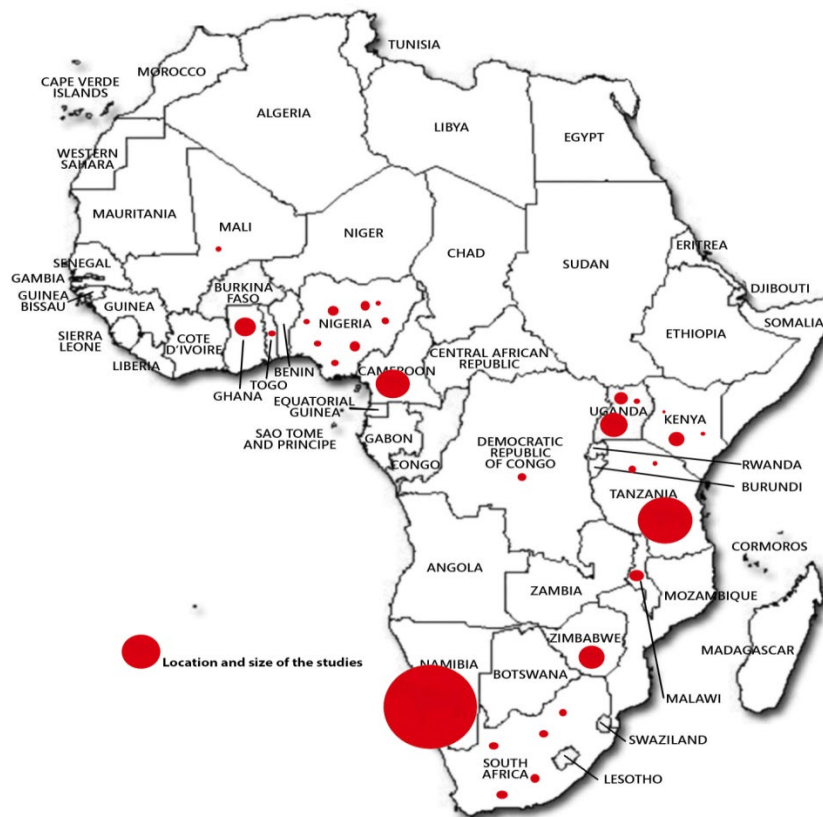 TUNISIA
MOROCCO
CAPE VERDE
ISLANDS
ALGERIA
LIBYA
EGYPT
WESTERN
SAHARA
MAURITANIA
MALI
NIGER
CHAD
SUDAN
ERITREA
SENEGAL
GAMBIA
GUINEA
BISSAU
GUINEA
BURKINA
FASO
DJIBOUTI
SOMALIA
NIGERIA
ETHIOPIA
SIERRA
LEONE
COTE
D'IVOIRE
LIBERIA
BENIN
TOGO
GHANA
CENTRAL AFRICAN
REPUBLIC
CAMEROON
EQUATORIAL
GUINEA
SAO TOME
AND PRINCIPE
GABON
CONGO
DEMOCRATIC
REPUBLIC
OF CONGO
UGANDA
KENYA
RWANDA
BURUNDI
TANZANIA
CORMOROS
ANGOLA
ZAMBIA
MOZAMBIQUE
ZIMBABWE
MADAGASCAR
Location and size of the studies
NAMIBIA
BOTSWANA
MALAWI
SWAZILAND
SOUTH
AFRICA
LESOTHO